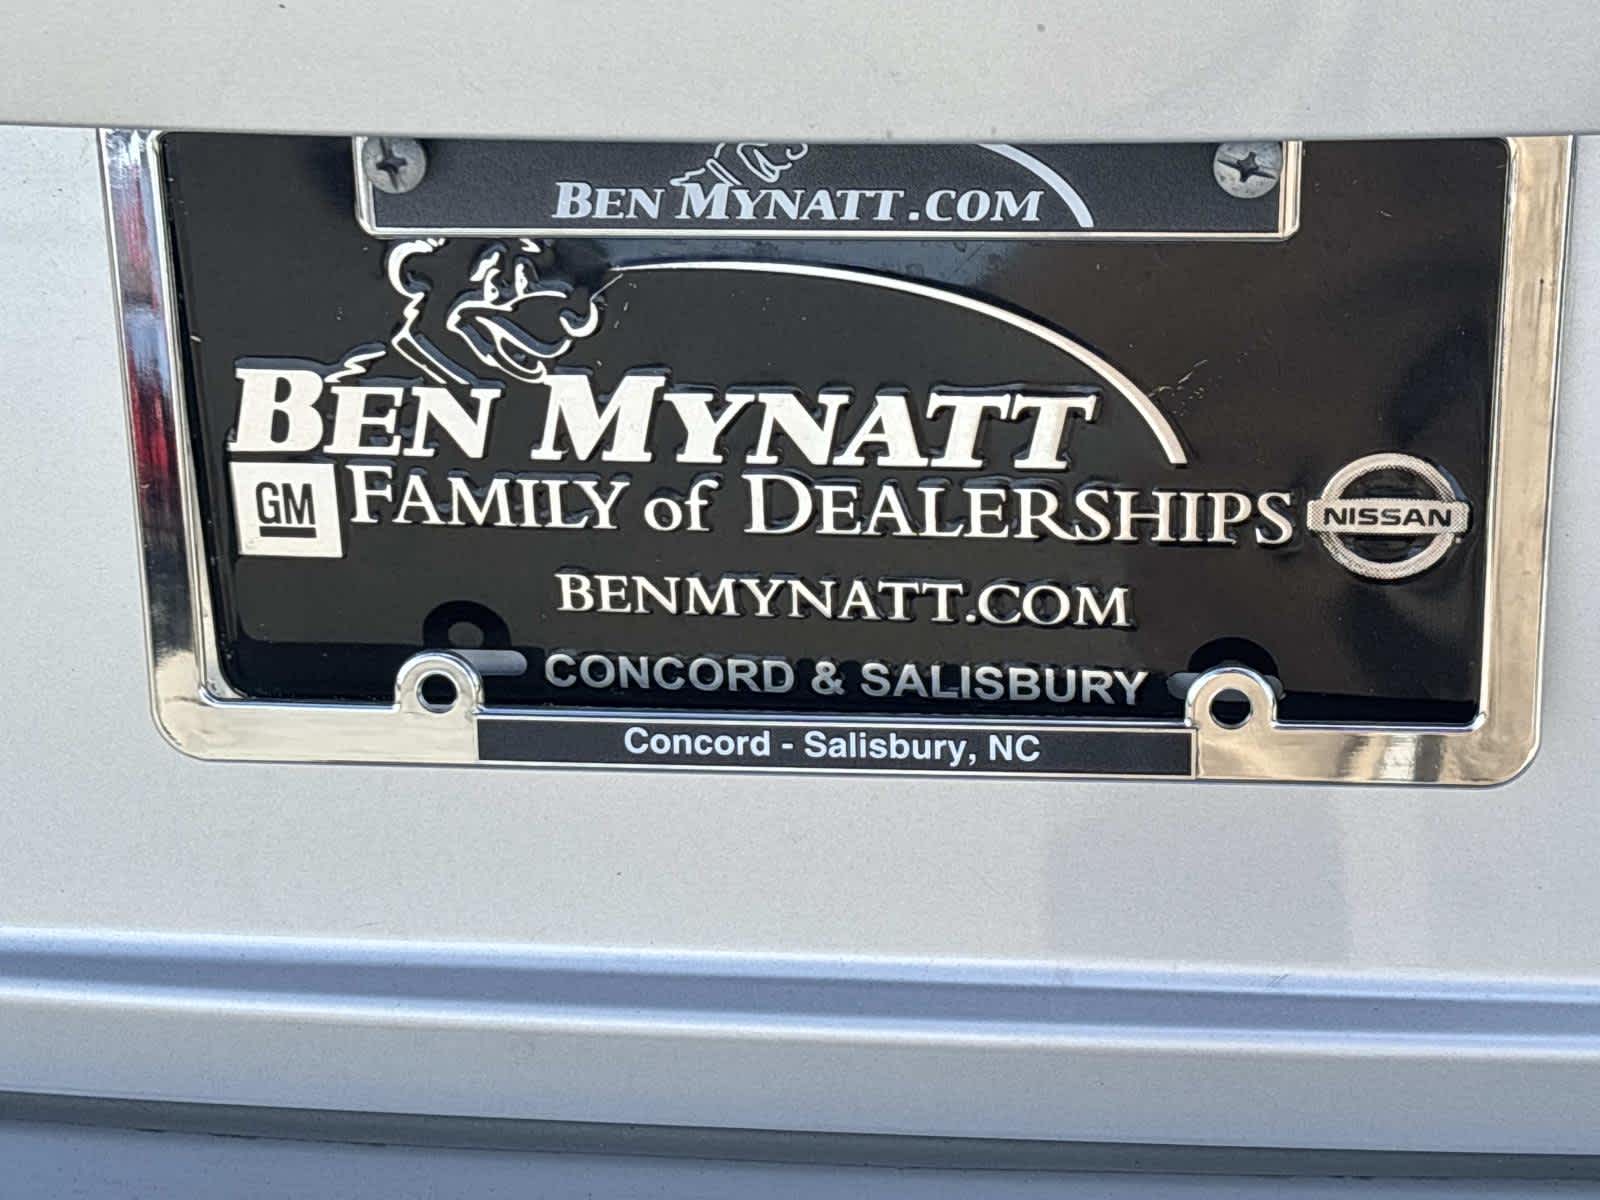 BEN MYNATT.COM
BEN MYNATT
GM FAMILY of DEALERSHIPS NISSAN
BENMYNATT.COM
CONCORD & SALISBURY
Concord - Salisbury, NC